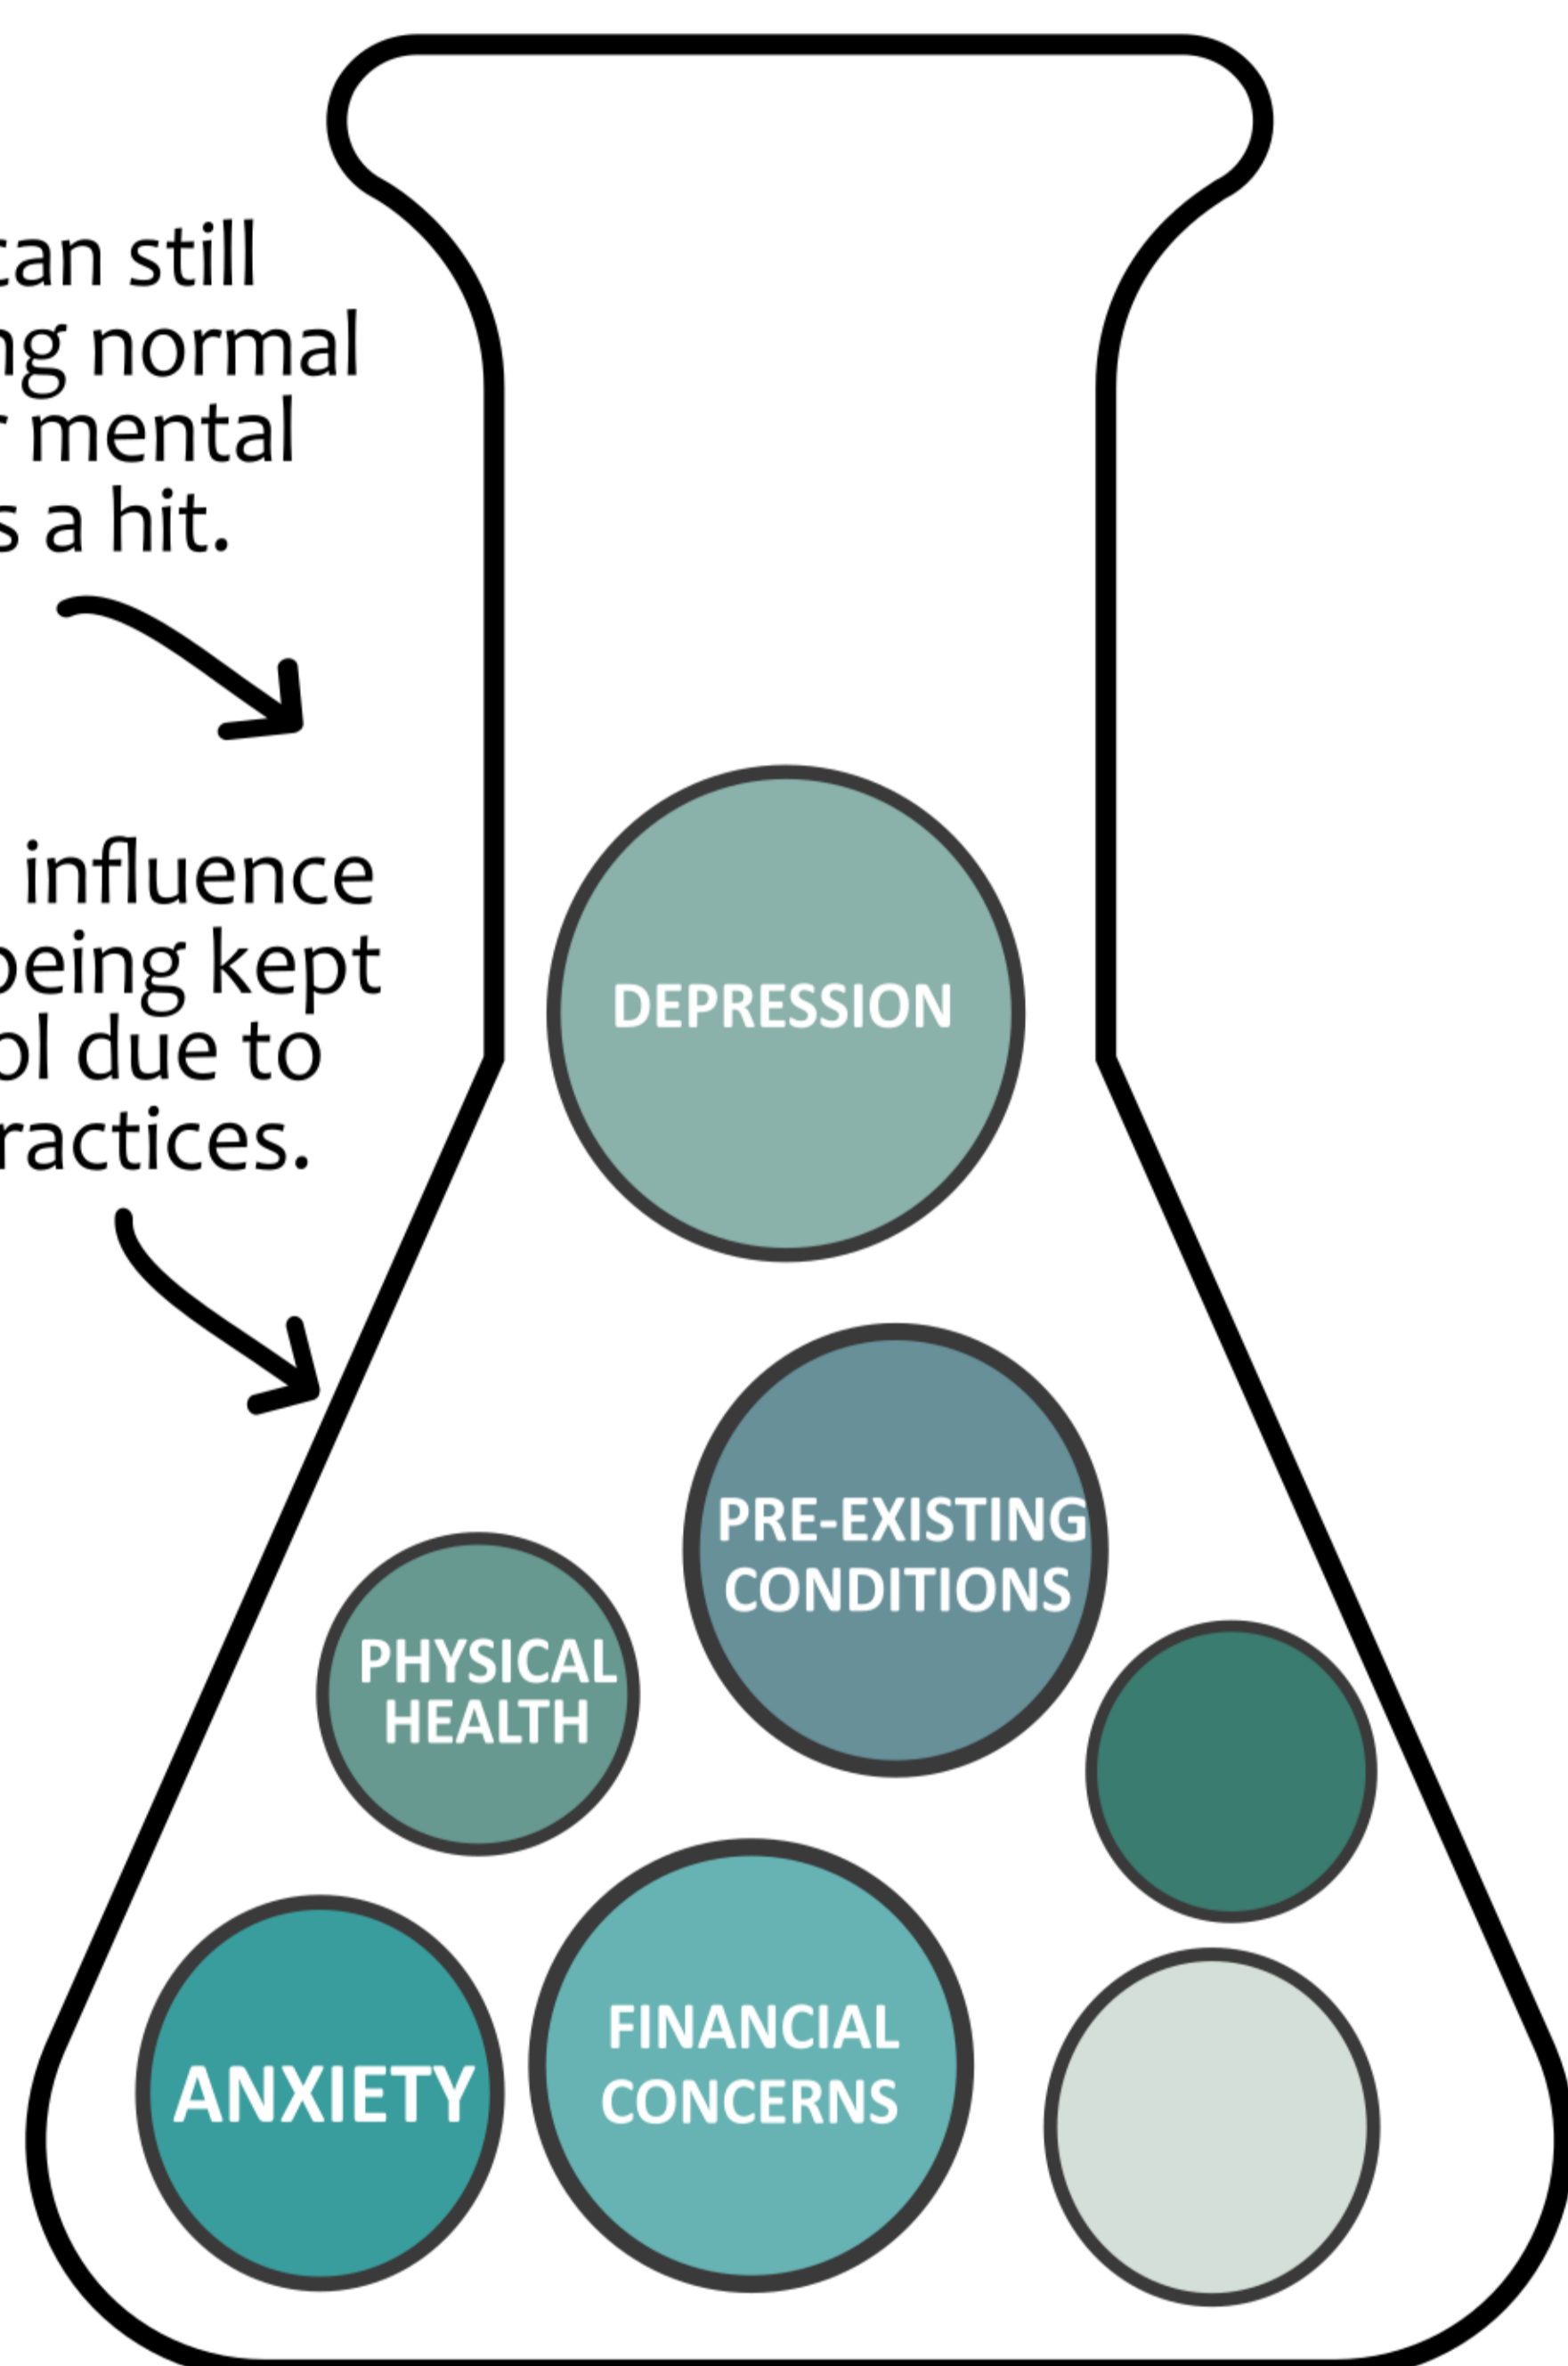 can still
ng normal
mental
a hit.
influence
being kept
due to
ractices.
DEPRESSION
PRE-EXISTING
CONDITIONS
PHYSICAL
HEALTH
FINANCIAL
CONCERNS
ANXIETY